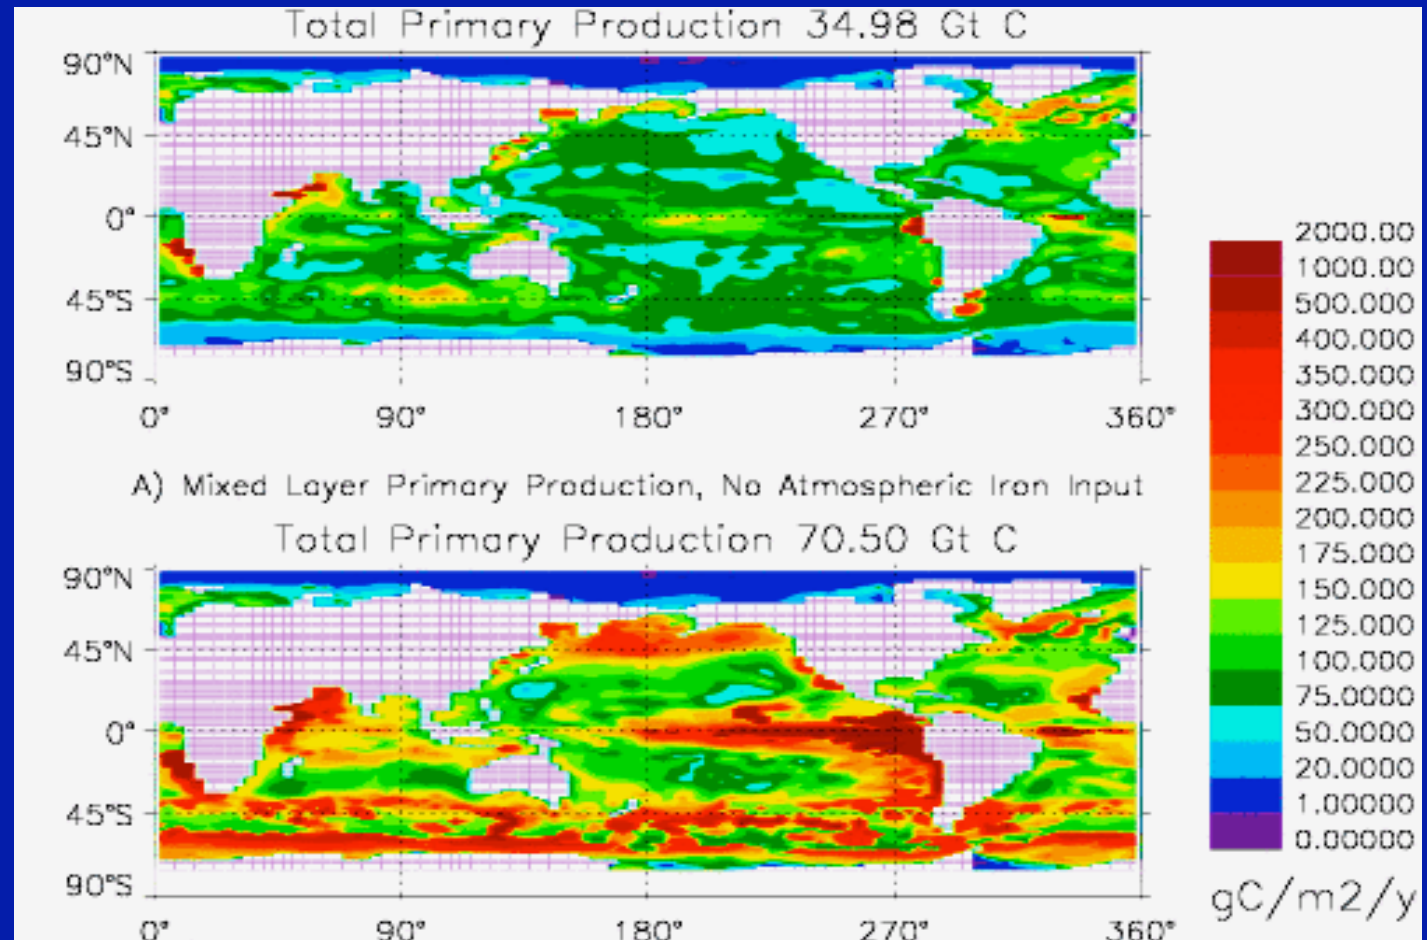 Total Primary Production 34.98 Gt C
90°N
45°N
0°
45°S
90°S
0° 90° 180° 270° 360°
A) Mixed Layer Primary Production, No Atmospheric Iron Input
Total Primary Production 70.50 Gt C
90°N
45°N
0°
45°S
90°S
0° 90° 180° 270° 360°
2000.00
1000.00
500.000
400.000
350.000
300.000
250.000
225.000
200.000
175.000
150.000
125.000
100.000
75.0000
50.0000
20.0000
1.00000
0.00000
gC/m2/y